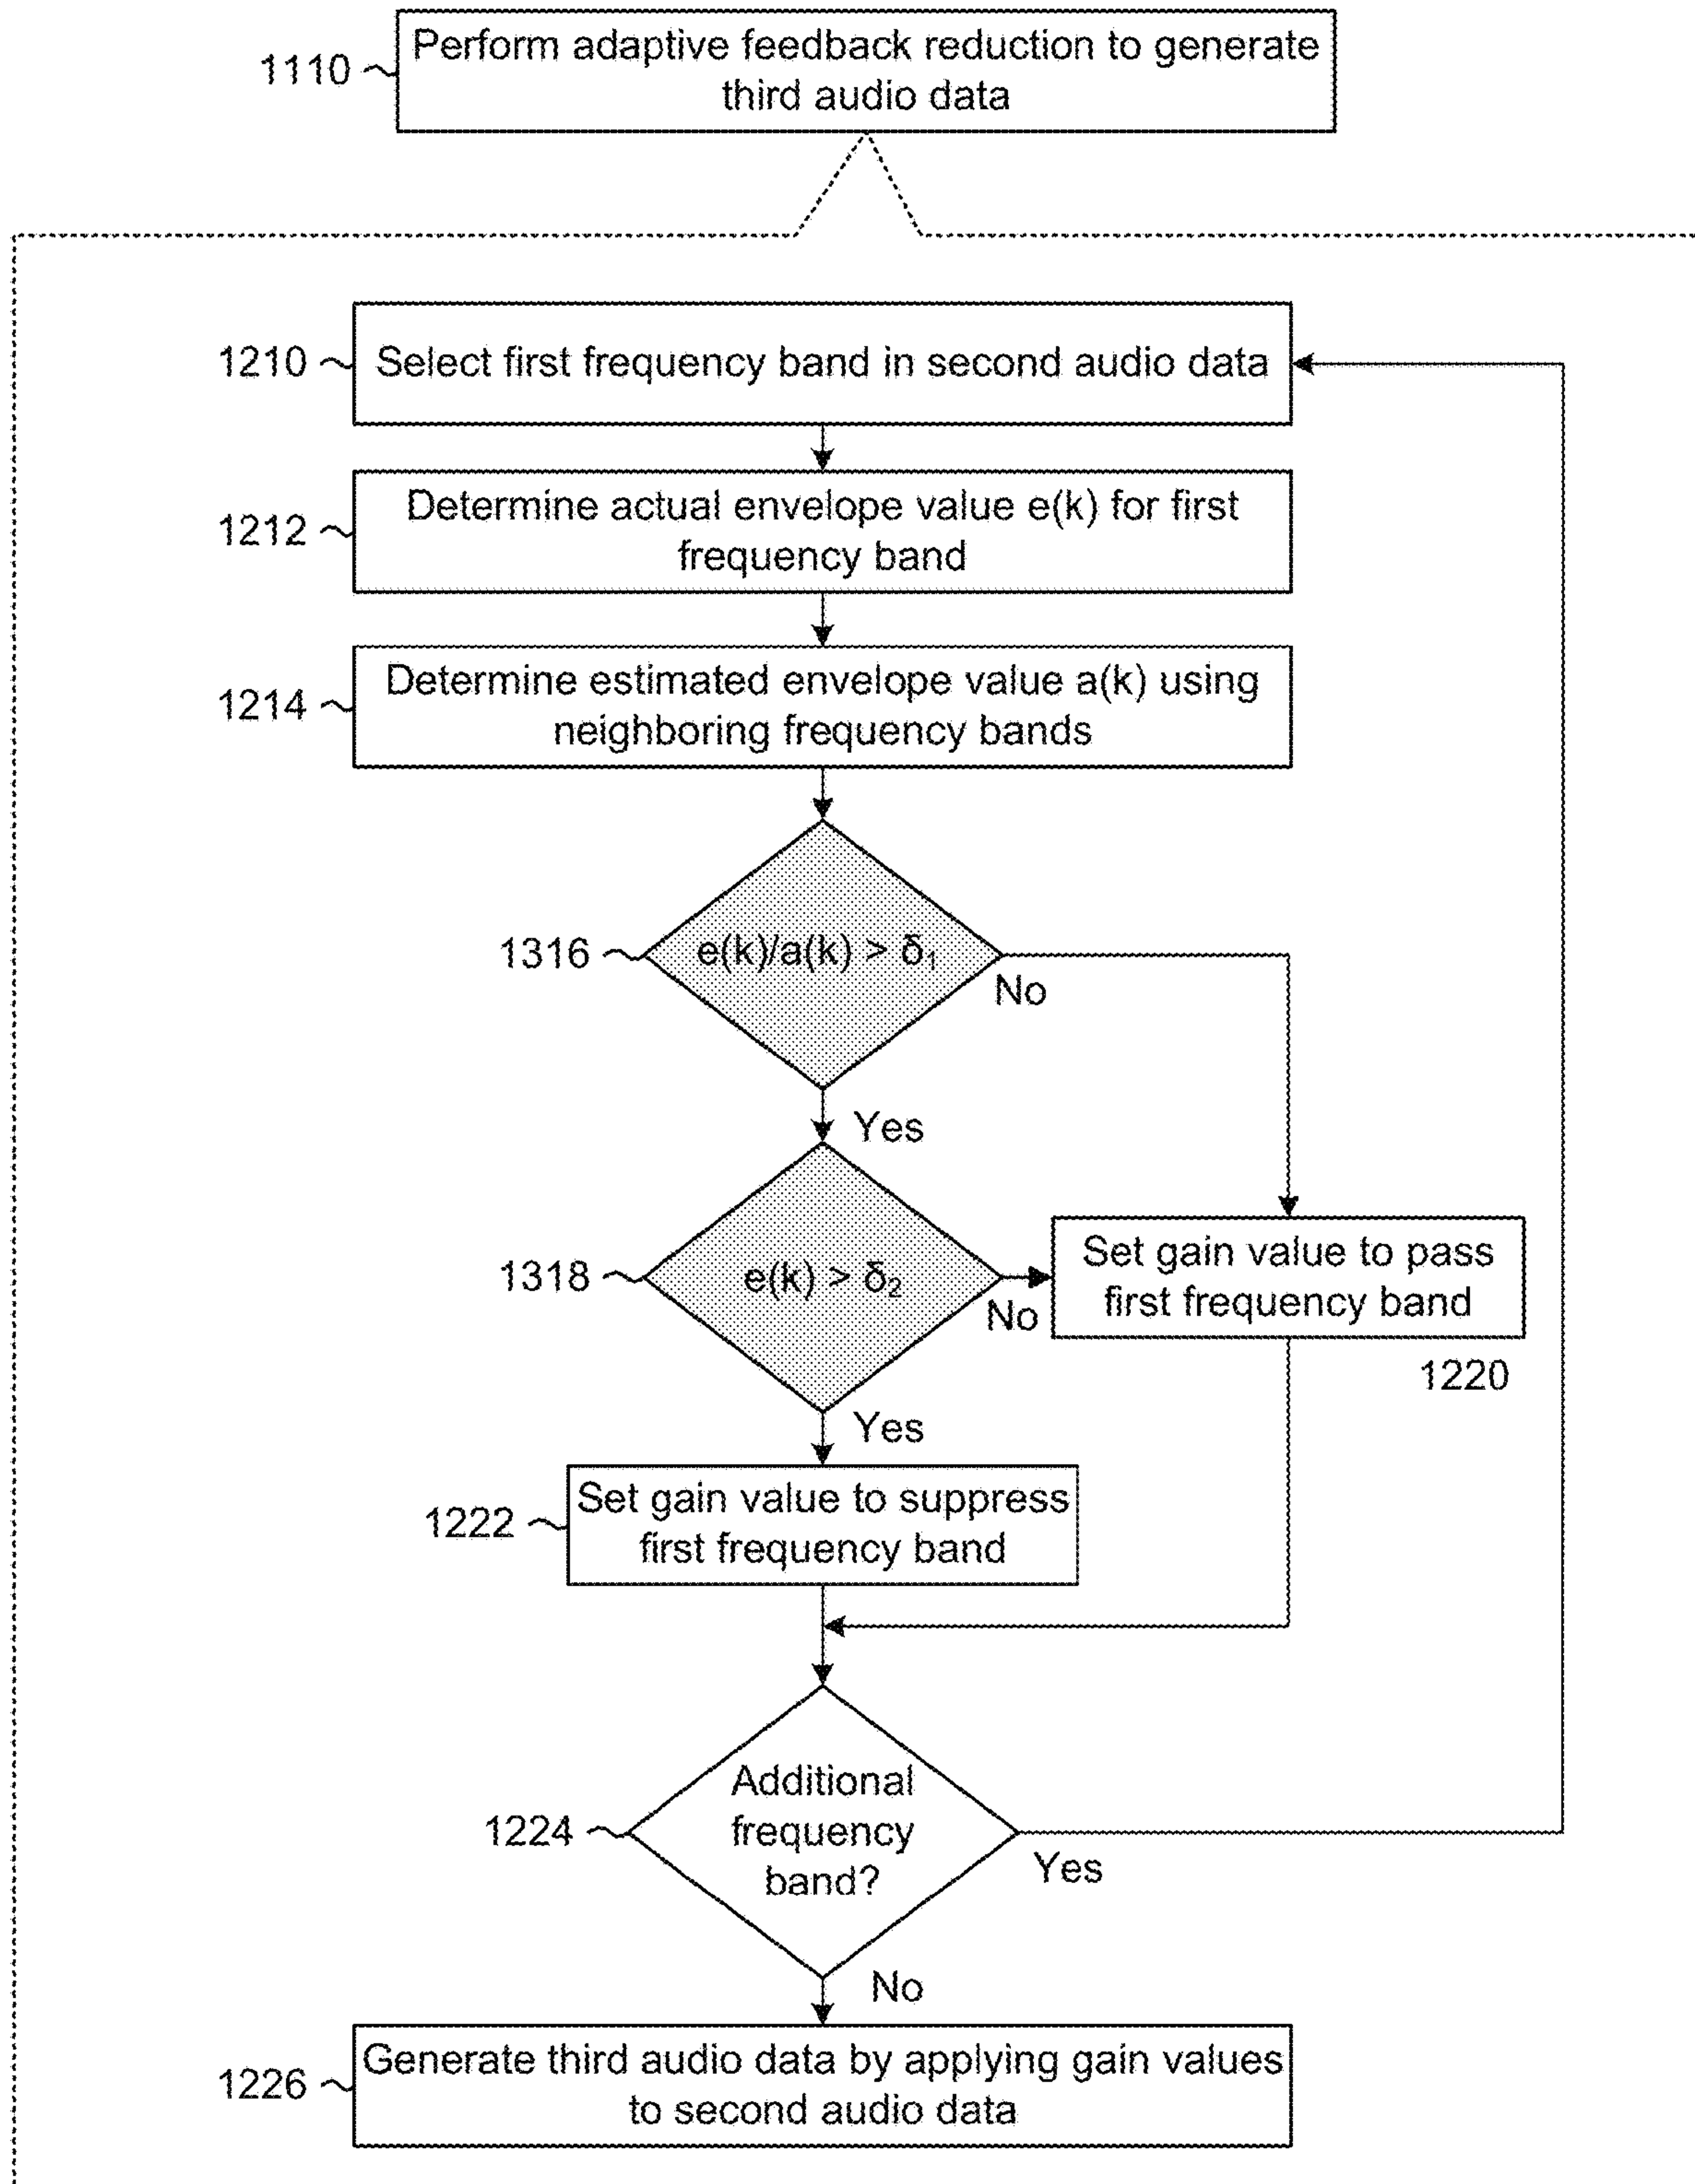 1110
Perform adaptive feedback reduction to generate
third audio data
1210
Select first frequency band in second audio data
1212
Determine actual envelope value e(k) for first
frequency band
1214
Determine estimated envelope value a(k) using
neighboring frequency bands
1316
e(k)/a(k) > δ₁
No
Yes
1318
e(k) > δ₂
No
Set gain value to pass
first frequency band
1220
Yes
1222
Set gain value to suppress
first frequency band
1224
Additional
frequency
band?
Yes
No
1226
Generate third audio data by applying gain values
to second audio data